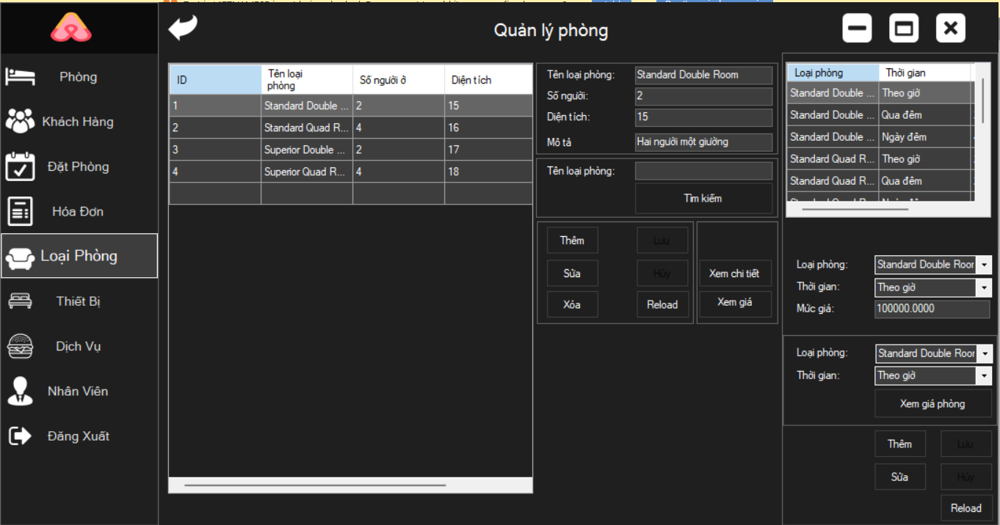 Quản lý phòng
Phòng
Khách Hàng
Đặt Phòng
Hóa Đơn
Loại Phòng
Thiết Bị
Dịch Vụ
Nhân Viên
Đăng Xuất
ID Tên loại phòng Số người ở Diện tích
1 Standard Double ... 2 15
2 Standard Quad R... 4 16
3 Superior Double ... 2 17
4 Superior Quad R... 4 18
Tên loại phòng: Standard Double Room
Số người: 2
Diện tích: 15
Mô tả Hai người một giường
Tên loại phòng:
Tìm kiếm
Thêm Lưu
Sửa Hủy Xem chi tiết
Xóa Reload Xem giá
Loại phòng Thời gian
Standard Double ... Theo giờ
Standard Double ... Qua đêm
Standard Double ... Ngày đêm
Standard Quad R... Theo giờ
Standard Quad R... Qua đêm
Loại phòng: Standard Double Roor
Thời gian: Theo giờ
Mức giá: 100000.0000
Loại phòng: Standard Double Roor
Thời gian: Theo giờ
Xem giá phòng
Thêm Lưu
Sửa Hủy
Reload